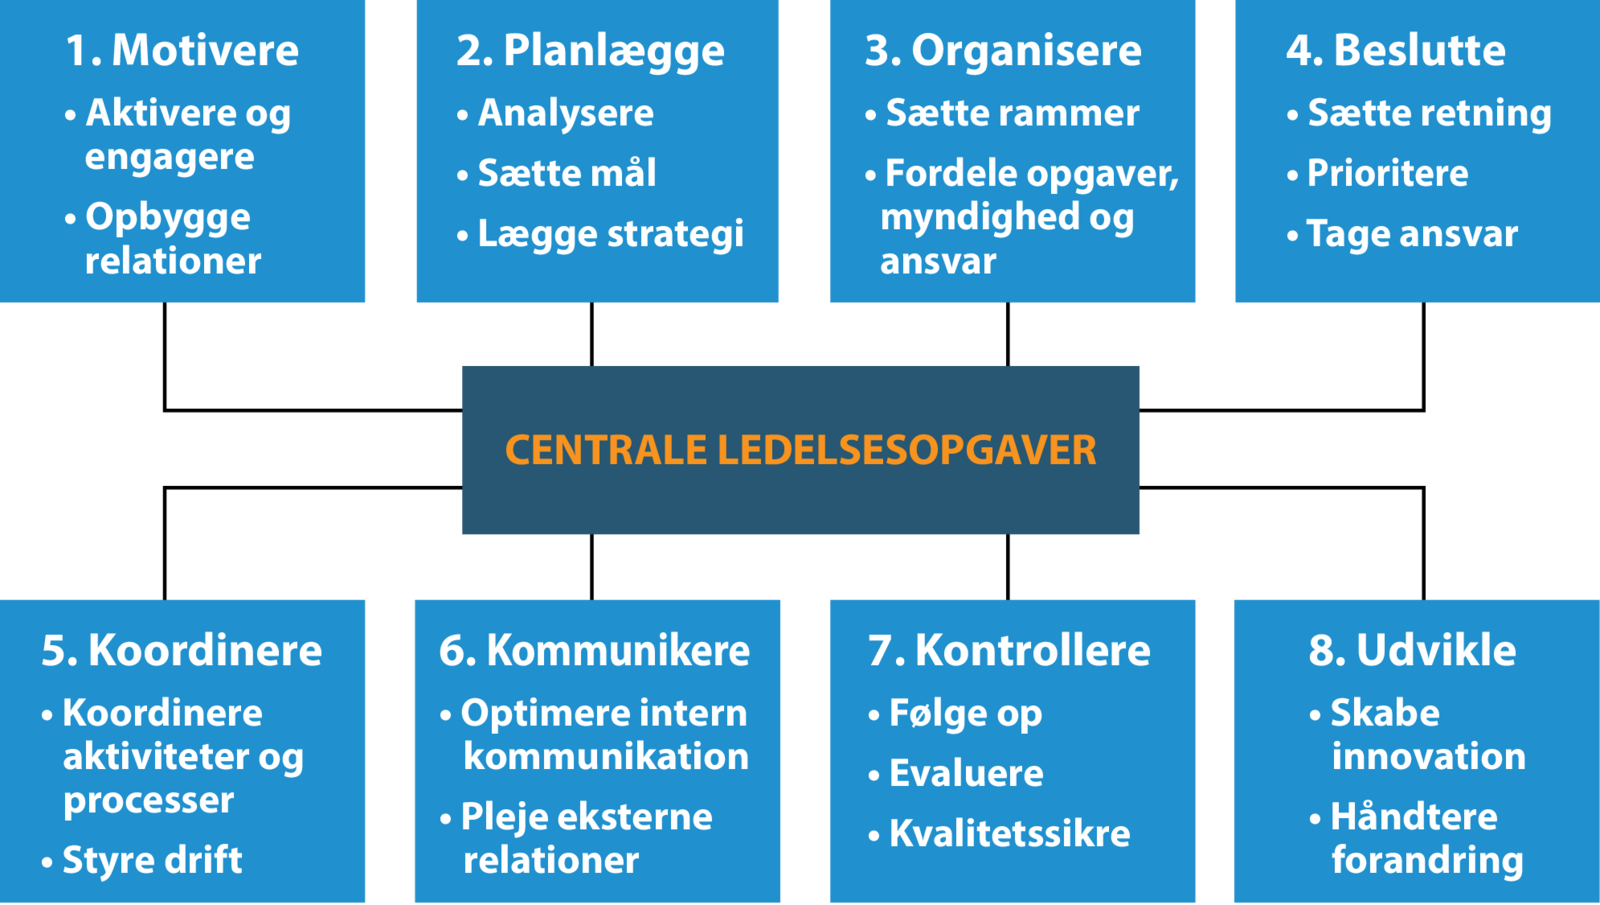 1. Motivere
• Aktivere og
engagere
• Opbygge
relationer
2. Planlægge
• Analysere
• Sætte mål
• Lægge strategi
3. Organisere
• Sætte rammer
• Fordele opgaver,
myndighed og
ansvar
4. Beslutte
• Sætte retning
• Prioritere
• Tage ansvar
CENTRALE LEDELSESOPGAVER
5. Koordinere
• Koordinere
aktiviteter og
processer
• Styre drift
6. Kommunikere
• Optimere intern
kommunikation
• Pleje eksterne
relationer
7. Kontrollere
• Følge op
• Evaluere
• Kvalitetssikre
8. Udvikle
• Skabe
innovation
• Håndtere
forandring